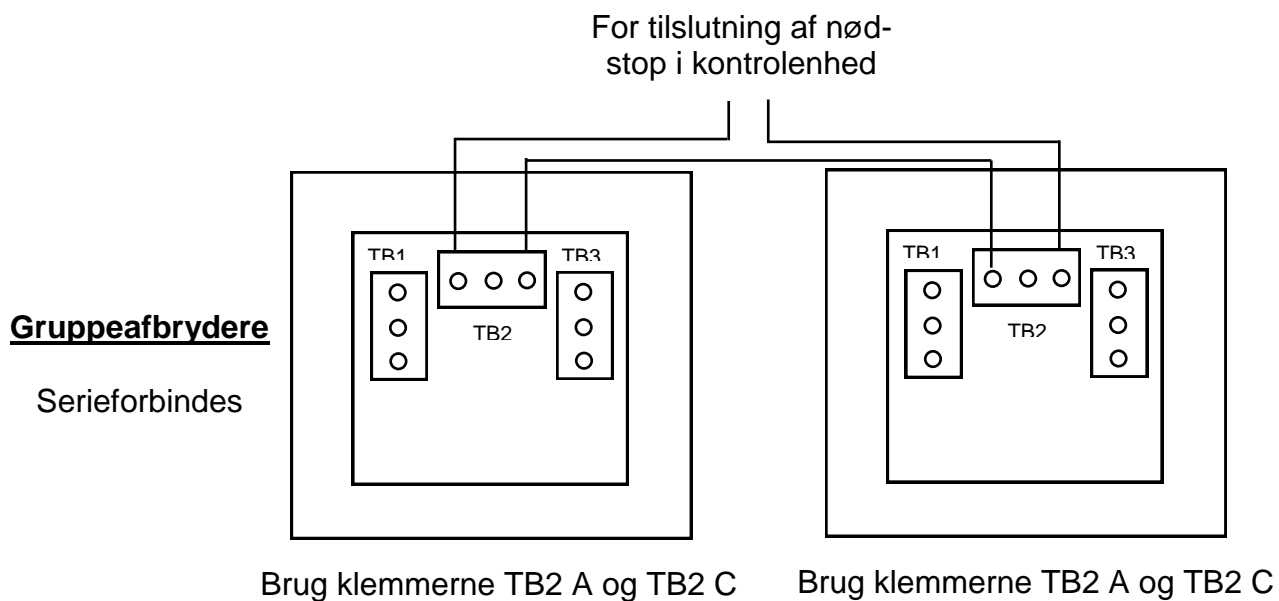 For tilslutning af nød-
stop i kontrolenhed
TB1
TB3
TB2
TB1
TB3
TB2
Gruppeafbrydere
Serieforbindes
Brug klemmerne TB2 A og TB2 C
Brug klemmerne TB2 A og TB2 C